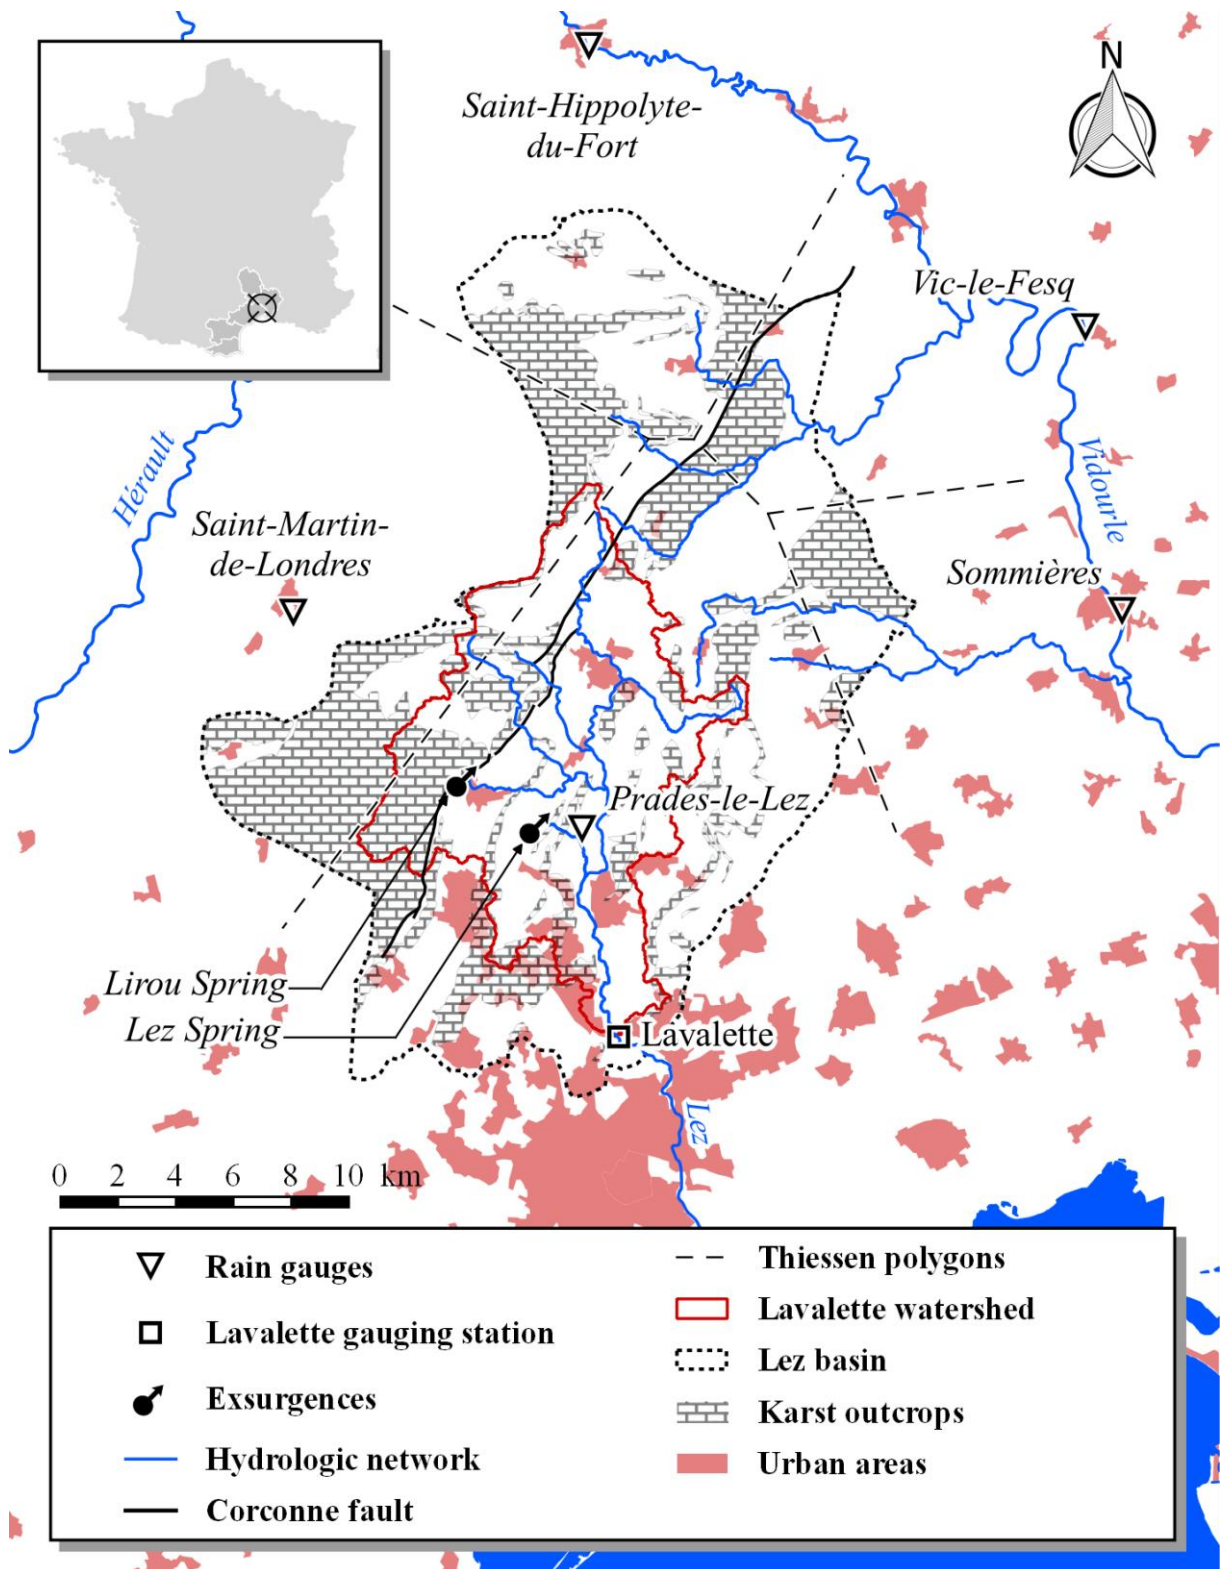 N
Saint-Hippolyte-
du-Fort
Vic-le-Fesq
Hérault
Vidourle
Saint-Martin-
de-Londres
Sommières
Prades-le-Lez
Lirou Spring
Lez Spring
Lavalette
Lez
0 2 4 6 8 10 km
Rain gauges
Lavalette gauging station
Exsurgences
Hydrologic network
Corconne fault
Thiessen polygons
Lavalette watershed
Lez basin
Karst outcrops
Urban areas